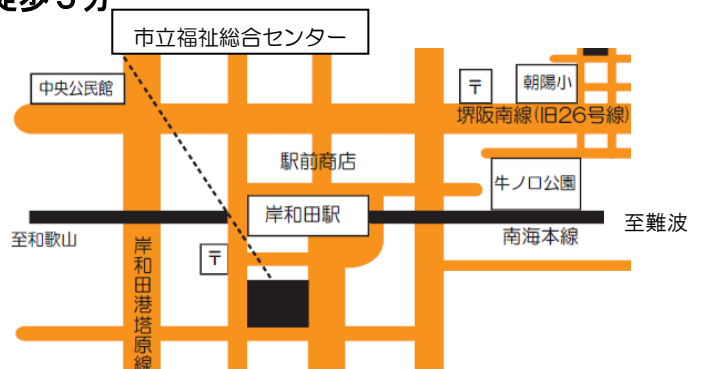 徒歩5分
市立福祉総合センター
中央公民館
〒
朝陽小
堺阪南線(旧26号線)
駅前商店
牛ノ口公園
岸和田駅
至難波
至和歌山
南海本線
〒
岸和田港塔原線